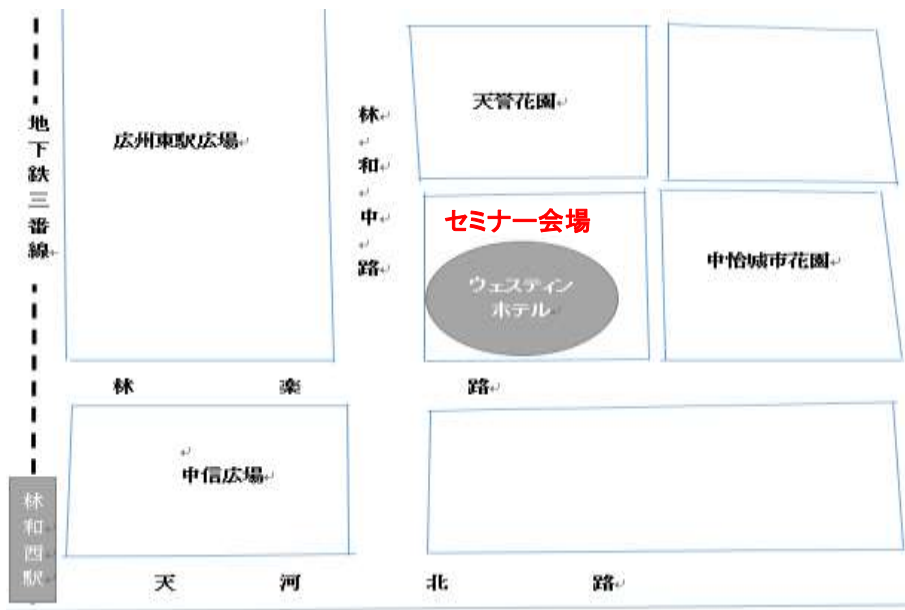 地下鉄三番線
広州東駅広場
林和中路
天誉花園
セミナー会場
ウェスティン
ホテル
中怡城市花園
林楽路
中信広場
林和西駅
天河北路